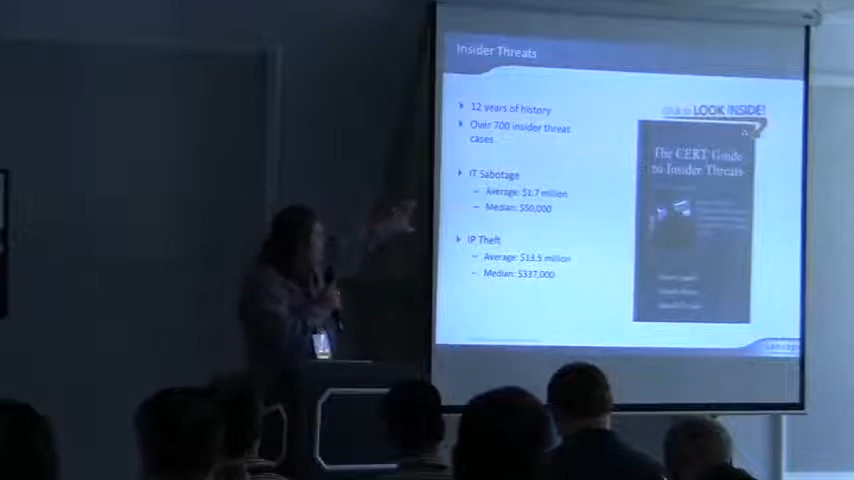 Insider Threats
12 years of history
Over 700 insider threat
cases
IT Sabotage
– Average: $1.7 million
– Median: $50,000
IP Theft
– Average: $13.5 million
– Median: $337,000
LOOK INSIDE!
The CERT Guide
to Insider Threats